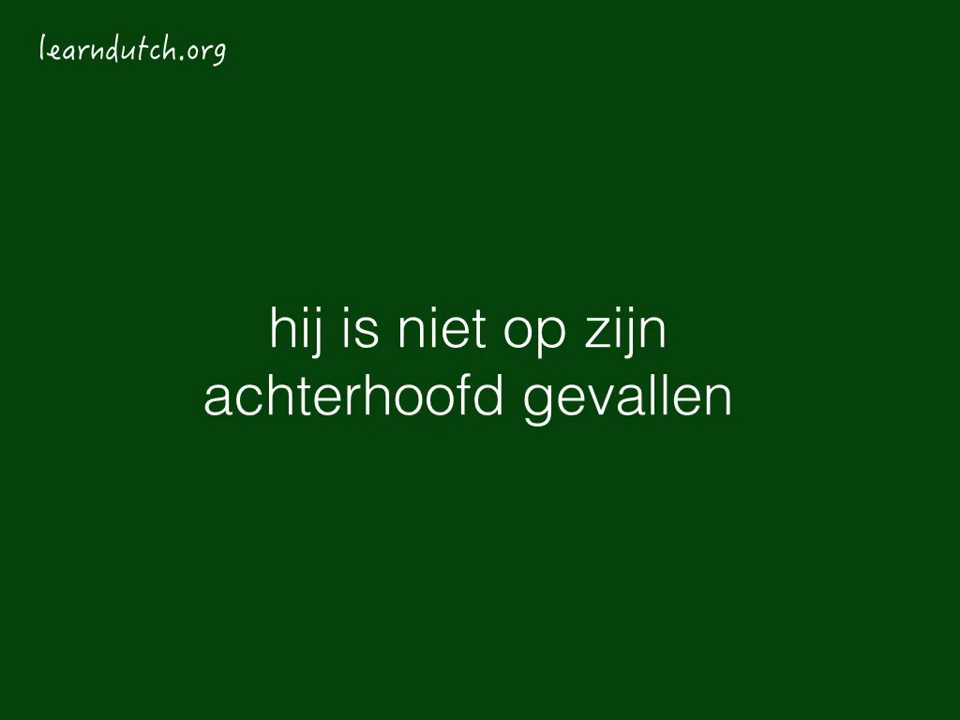 learndutch.org
hij is niet op zijn
achterhoofd gevallen